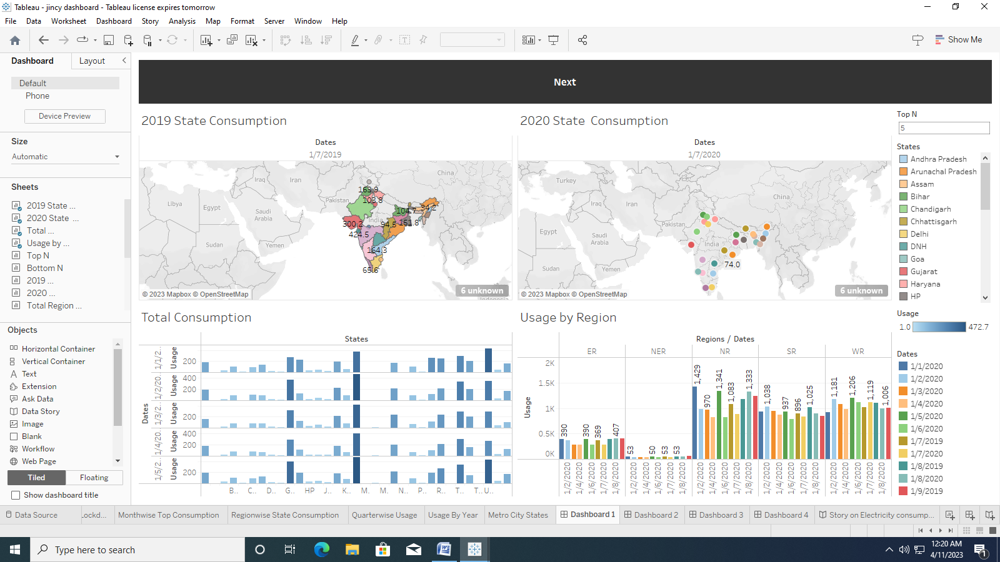 Tableau - jincy dashboard - Tableau license expires tomorrow
File Data Worksheet Dashboard Story Analysis Map Format Server Window Help
Show Me
Dashboard Layout
Default
Phone
Device Preview
Size
Automatic
Sheets
2019 State ...
2020 State ...
Total ...
Usage by ...
Top N
Bottom N
2019 ...
2020 ...
Total Region ...
Objects
Horizontal Container
Vertical Container
Text
Extension
Ask Data
Data Story
Image
Blank
Workflow
Web Page
Tiled Floating
Show dashboard title
Next
2019 State Consumption
Dates
1/7/2019
Libya
Egypt
Sudan
Iraq
Iran
Saudi
Arabia
Yemen
Pakistan
China
India
Indonesia
163.9
103.8
104.7
34.2
300.2
94.5
151.8
424.5
164.3
65.6
© 2023 Mapbox © OpenStreetMap
6 unknown
2020 State Consumption
Dates
1/7/2020
Turkey
Iraq
Iran
China
Egypt
Saudi
Arabia
Pakistan
India
Sudan
Yemen
74.0
© 2023 Mapbox © OpenStreetMap
6 unknown
Top N
5
States
Andhra Pradesh
Arunachal Pradesh
Assam
Bihar
Chandigarh
Chhattisgarh
Delhi
DNH
Goa
Gujarat
Haryana
HP
Usage
1.0 472.7
Dates
1/1/2020
1/2/2020
1/3/2020
1/4/2020
1/5/2020
1/6/2020
1/7/2019
1/7/2020
1/8/2019
1/8/2020
1/9/2019
Total Consumption
States
Dates
1/1/2.. Usage 200
1/2/20.. Usage 400 200
1/3/2.. Usage 200
1/4/20.. Usage 400 200
1/5/2.. Usage 200
B.. C.. D.. G.. HP J.. K.. M.. M.. N.. P.. R.. T.. T.. U..
Usage by Region
Regions / Dates
ER NER NR SR WR
Usage
2K
1.5K
1K
0.5K
0K
390 390 369 407
53 50 53 53
1,429 970 1,341 1,083 1,333
1,038 937 896 1,025
1,181 1,206 1,119 1,006
1/2/2020 1/4/2020 1/6/2020 1/7/2020 1/8/2020
1/2/2020 1/4/2020 1/6/2020 1/7/2020 1/8/2020
1/2/2020 1/4/2020 1/6/2020 1/7/2020 1/8/2020
1/2/2020 1/4/2020 1/6/2020 1/7/2020 1/8/2020
1/2/2020 1/4/2020 1/6/2020 1/7/2020 1/8/2020
Data Source Lockd... Monthwise Top Consumption Regionwise State Consumption Quarterwise Usage Usage By Year Metro City States Dashboard 1 Dashboard 2 Dashboard 3 Dashboard 4 Story on Electricity consump...
Type here to search
12:20 AM
4/11/2023
1